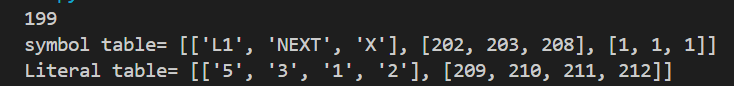 199
symbol table= [['L1', 'NEXT', 'X'], [202, 203, 208], [1, 1, 1]]
Literal table= [['5', '3', '1', '2'], [209, 210, 211, 212]]